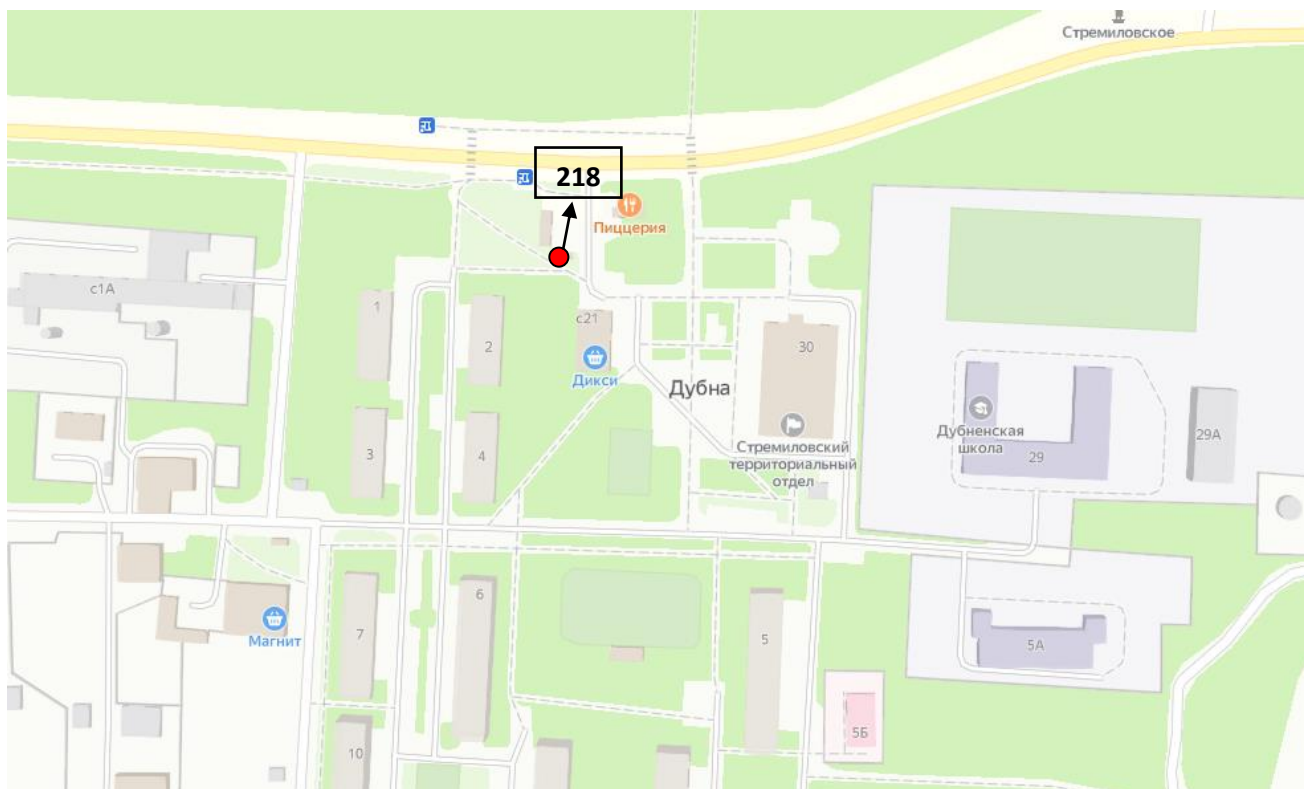 Стремиловское
218
Пиццерия
с1А
1
2
с21
30
Дикси
Дубна
Дубненская
школа
29
29А
3
4
Стремиловский
территориальный
отдел
Магнит
7
6
5
5А
5Б
10